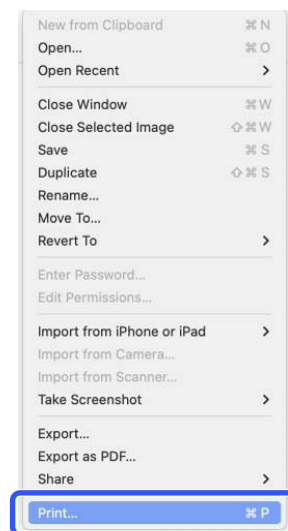 New from Clipboard ⌘ N
Open... ⌘ O
Open Recent >
Close Window ⌘ W
Close Selected Image ⇧ ⌘ W
Save ⌘ S
Duplicate ⇧ ⌘ S
Rename...
Move To...
Revert To >
Enter Password...
Edit Permissions...
Import from iPhone or iPad >
Import from Camera...
Import from Scanner...
Take Screenshot >
Export...
Export as PDF...
Share >
Print... ⌘ P